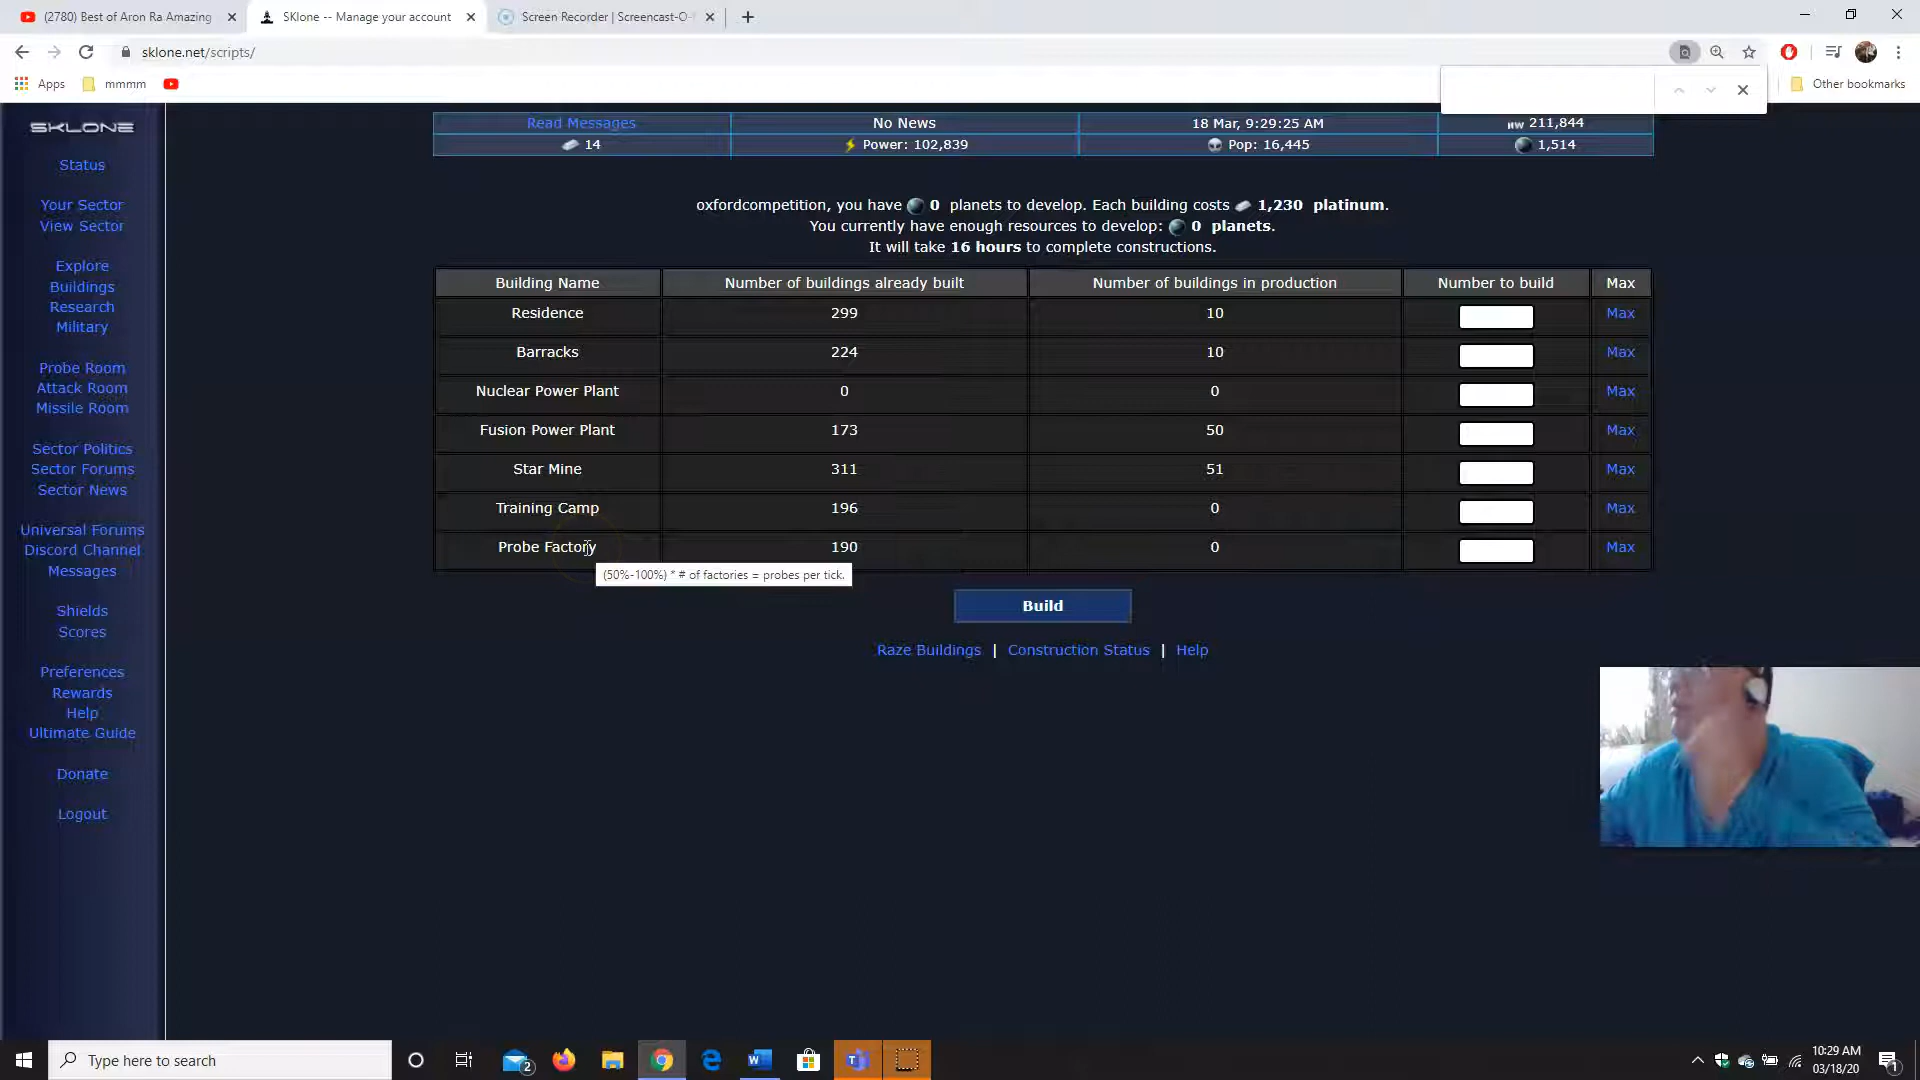 (2780) Best of Aron Ra Amazing
SKlone -- Manage your account
Screen Recorder | Screencast-O-
sklone.net/scripts/
Apps
mmmm
Other bookmarks
SKLONE
Status
Your Sector
View Sector
Explore
Buildings
Research
Military
Probe Room
Attack Room
Missile Room
Sector Politics
Sector Forums
Sector News
Universal Forums
Discord Channel
Messages
Shields
Scores
Preferences
Rewards
Help
Ultimate Guide
Donate
Logout
Read Messages No News 18 Mar, 9:29:25 AM NW 211,844
14 Power: 102,839 Pop: 16,445 1,514
oxfordcompetition, you have 0 planets to develop. Each building costs 1,230 platinum.
You currently have enough resources to develop: 0 planets.
It will take 16 hours to complete constructions.
Building Name Number of buildings already built Number of buildings in production Number to build Max
Residence 299 10 Max
Barracks 224 10 Max
Nuclear Power Plant 0 0 Max
Fusion Power Plant 173 50 Max
Star Mine 311 51 Max
Training Camp 196 0 Max
Probe Factory 190 0 Max
(50%-100%) * # of factories = probes per tick.
Build
Raze Buildings | Construction Status | Help
Type here to search
2
10:29 AM
03/18/20
1